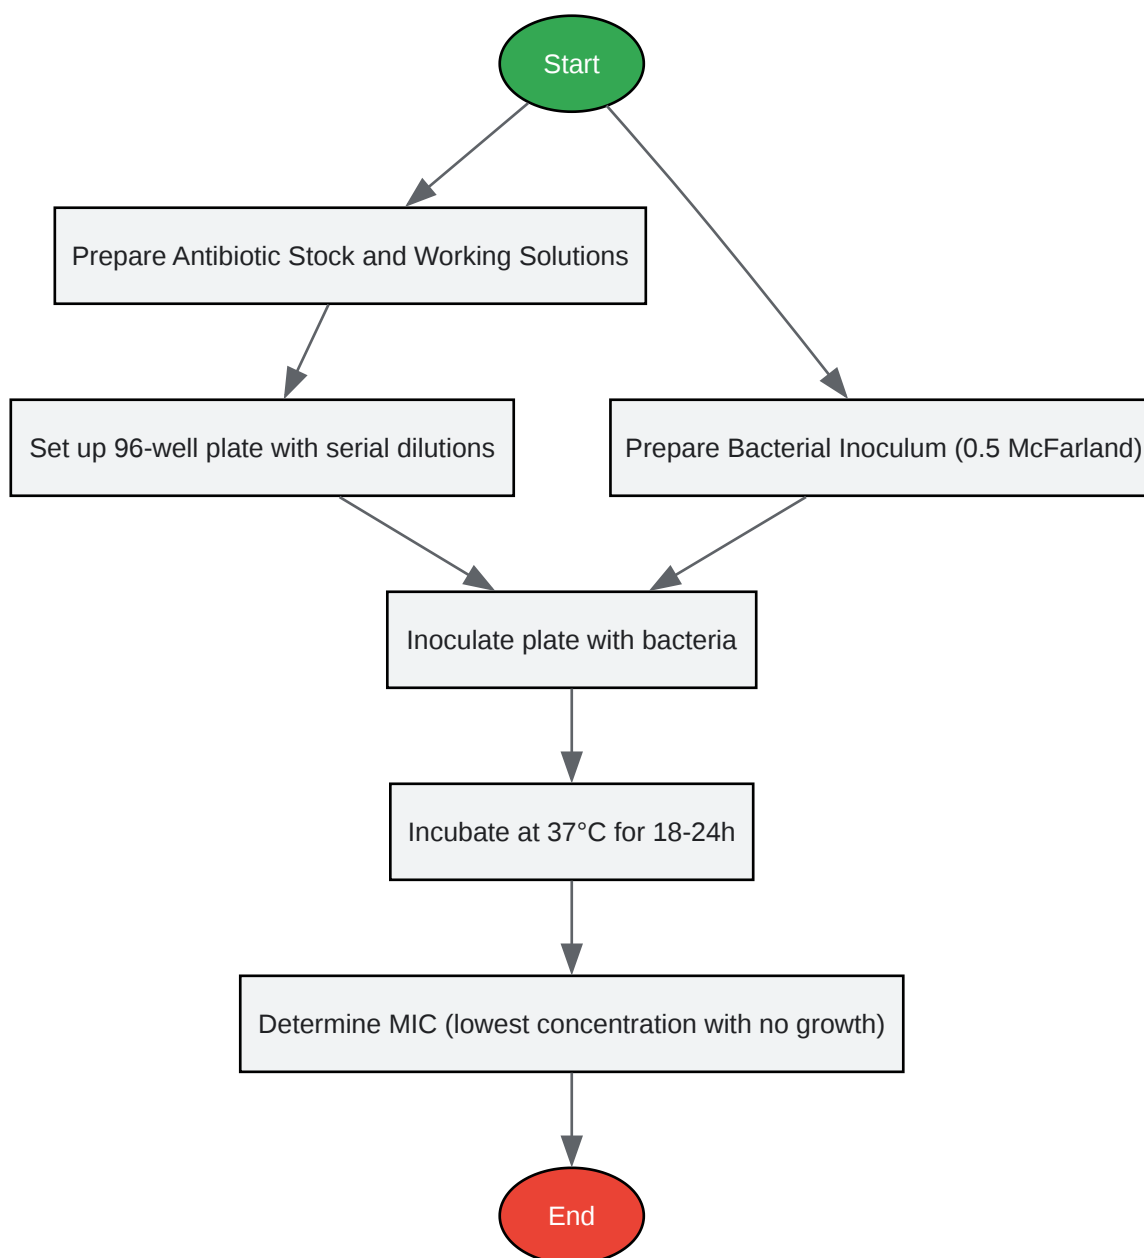 Start
Prepare Antibiotic Stock and Working Solutions
Set up 96-well plate with serial dilutions
Prepare Bacterial Inoculum (0.5 McFarland)
Inoculate plate with bacteria
Incubate at 37°C for 18-24h
Determine MIC (lowest concentration with no growth)
End